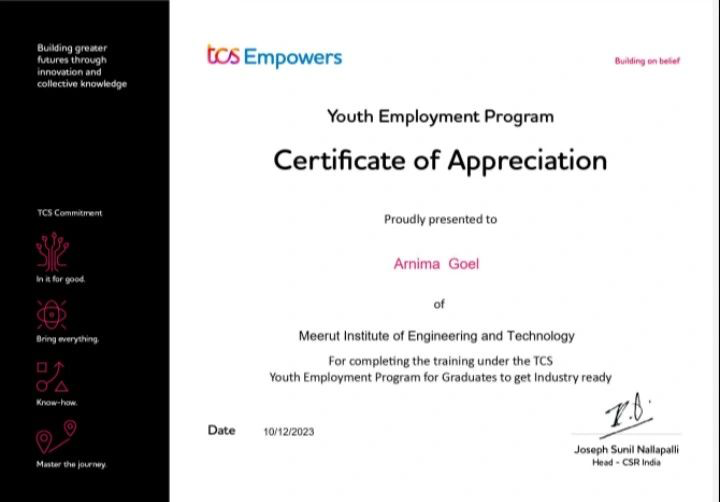 Building greater
futures through
innovation and
collective knowledge
tcs Empowers
Building on belief
Youth Employment Program
Certificate of Appreciation
Proudly presented to
Arnima Goel
of
Meerut Institute of Engineering and Technology
For completing the training under the TCS
Youth Employment Program for Graduates to get Industry ready
TCS Commitment
In it for good.
Bring everything.
Know-how.
Master the journey.
Date 10/12/2023
Joseph Sunil Nallapalli
Head - CSR India